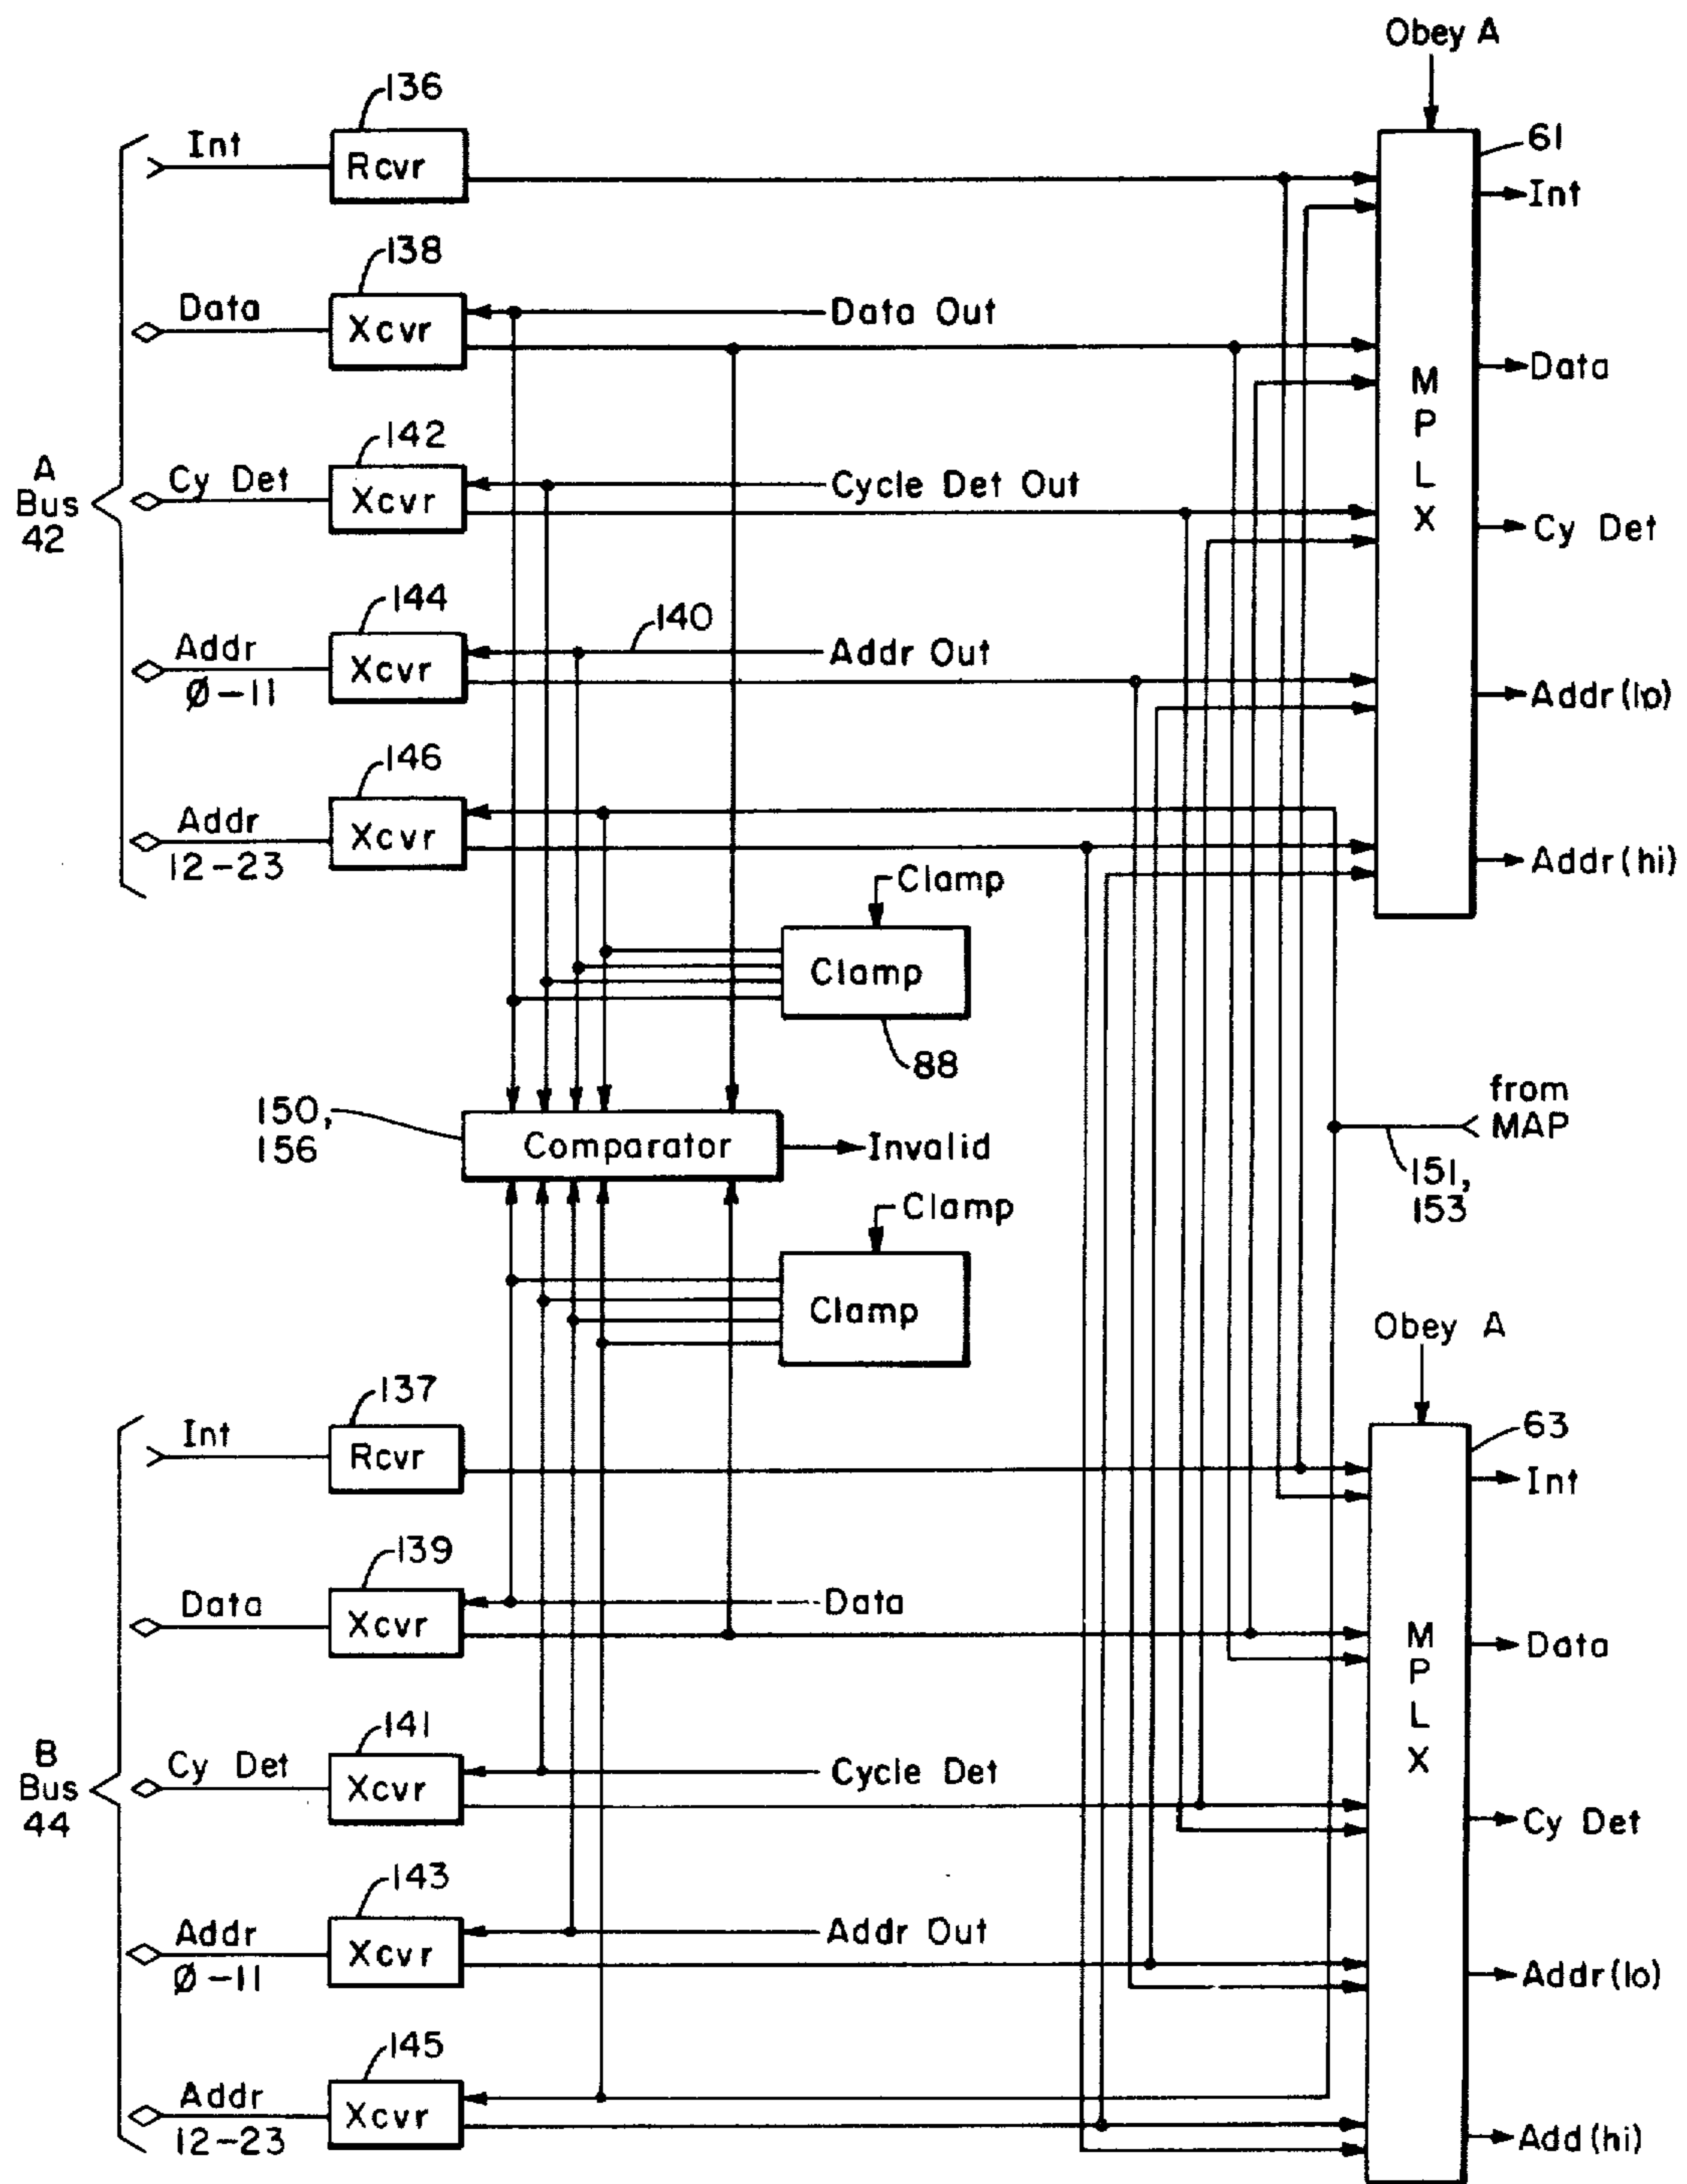 Obey A
136
61
Int
Rcvr
Int
138
Data
Xcvr
Data Out
Data
M
P
L
X
142
A
Bus
42
Cy Det
Xcvr
Cycle Det Out
Cy Det
144
140
Addr
Ø-11
Xcvr
Addr Out
Addr(lo)
146
Addr
12-23
Xcvr
Addr(hi)
Clamp
Clamp
88
from
MAP
150,
156
Comparator
Invalid
151,
153
Clamp
Clamp
Obey A
137
63
Int
Rcvr
Int
139
Data
Xcvr
Data
Data
M
P
L
X
141
B
Bus
44
Cy Det
Xcvr
Cycle Det
Cy Det
143
Addr
Ø-11
Xcvr
Addr Out
Addr(lo)
145
Addr
12-23
Xcvr
Add(hi)